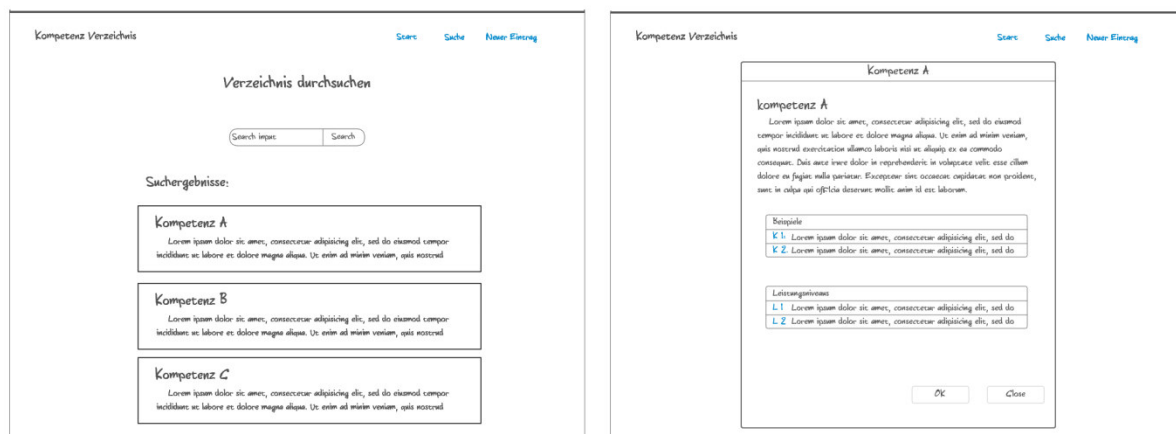 Kompetenz Verzeichnis
Start Suche Neuer Eintrag
Verzeichnis durchsuchen
Search input Search
Suchergebnisse:
Kompetenz A
Lorem ipsum dolor sit amet, consectetur adipisicing elit, sed do eiusmod tempor
incididunt ut labore et dolore magna aliqua. Ut enim ad minim veniam, quis nostrud
Kompetenz B
Lorem ipsum dolor sit amet, consectetur adipisicing elit, sed do eiusmod tempor
incididunt ut labore et dolore magna aliqua. Ut enim ad minim veniam, quis nostrud
Kompetenz C
Lorem ipsum dolor sit amet, consectetur adipisicing elit, sed do eiusmod tempor
incididunt ut labore et dolore magna aliqua. Ut enim ad minim veniam, quis nostrud
Kompetenz Verzeichnis
Start Suche Neuer Eintrag
Kompetenz A
kompetenz A
Lorem ipsum dolor sit amet, consectetur adipisicing elit, sed do eiusmod
tempor incididunt ut labore et dolore magna aliqua. Ut enim ad minim veniam,
quis nostrud exercitation ullamco laboris nisi ut aliquip ex ea commodo
consequat. Duis aute irure dolor in reprehenderit in voluptate velit esse cillum
dolore eu fugiat nulla pariatur. Excepteur sint occaecat cupidatat non proident,
sunt in culpa qui officia deserunt mollit anim id est laborum.
Beispiele
K 1. Lorem ipsum dolor sit amet, consectetur adipisicing elit, sed do
K 2. Lorem ipsum dolor sit amet, consectetur adipisicing elit, sed do
Leistungsniveaus
L 1 Lorem ipsum dolor sit amet, consectetur adipisicing elit, sed do
L 2 Lorem ipsum dolor sit amet, consectetur adipisicing elit, sed do
OK Close